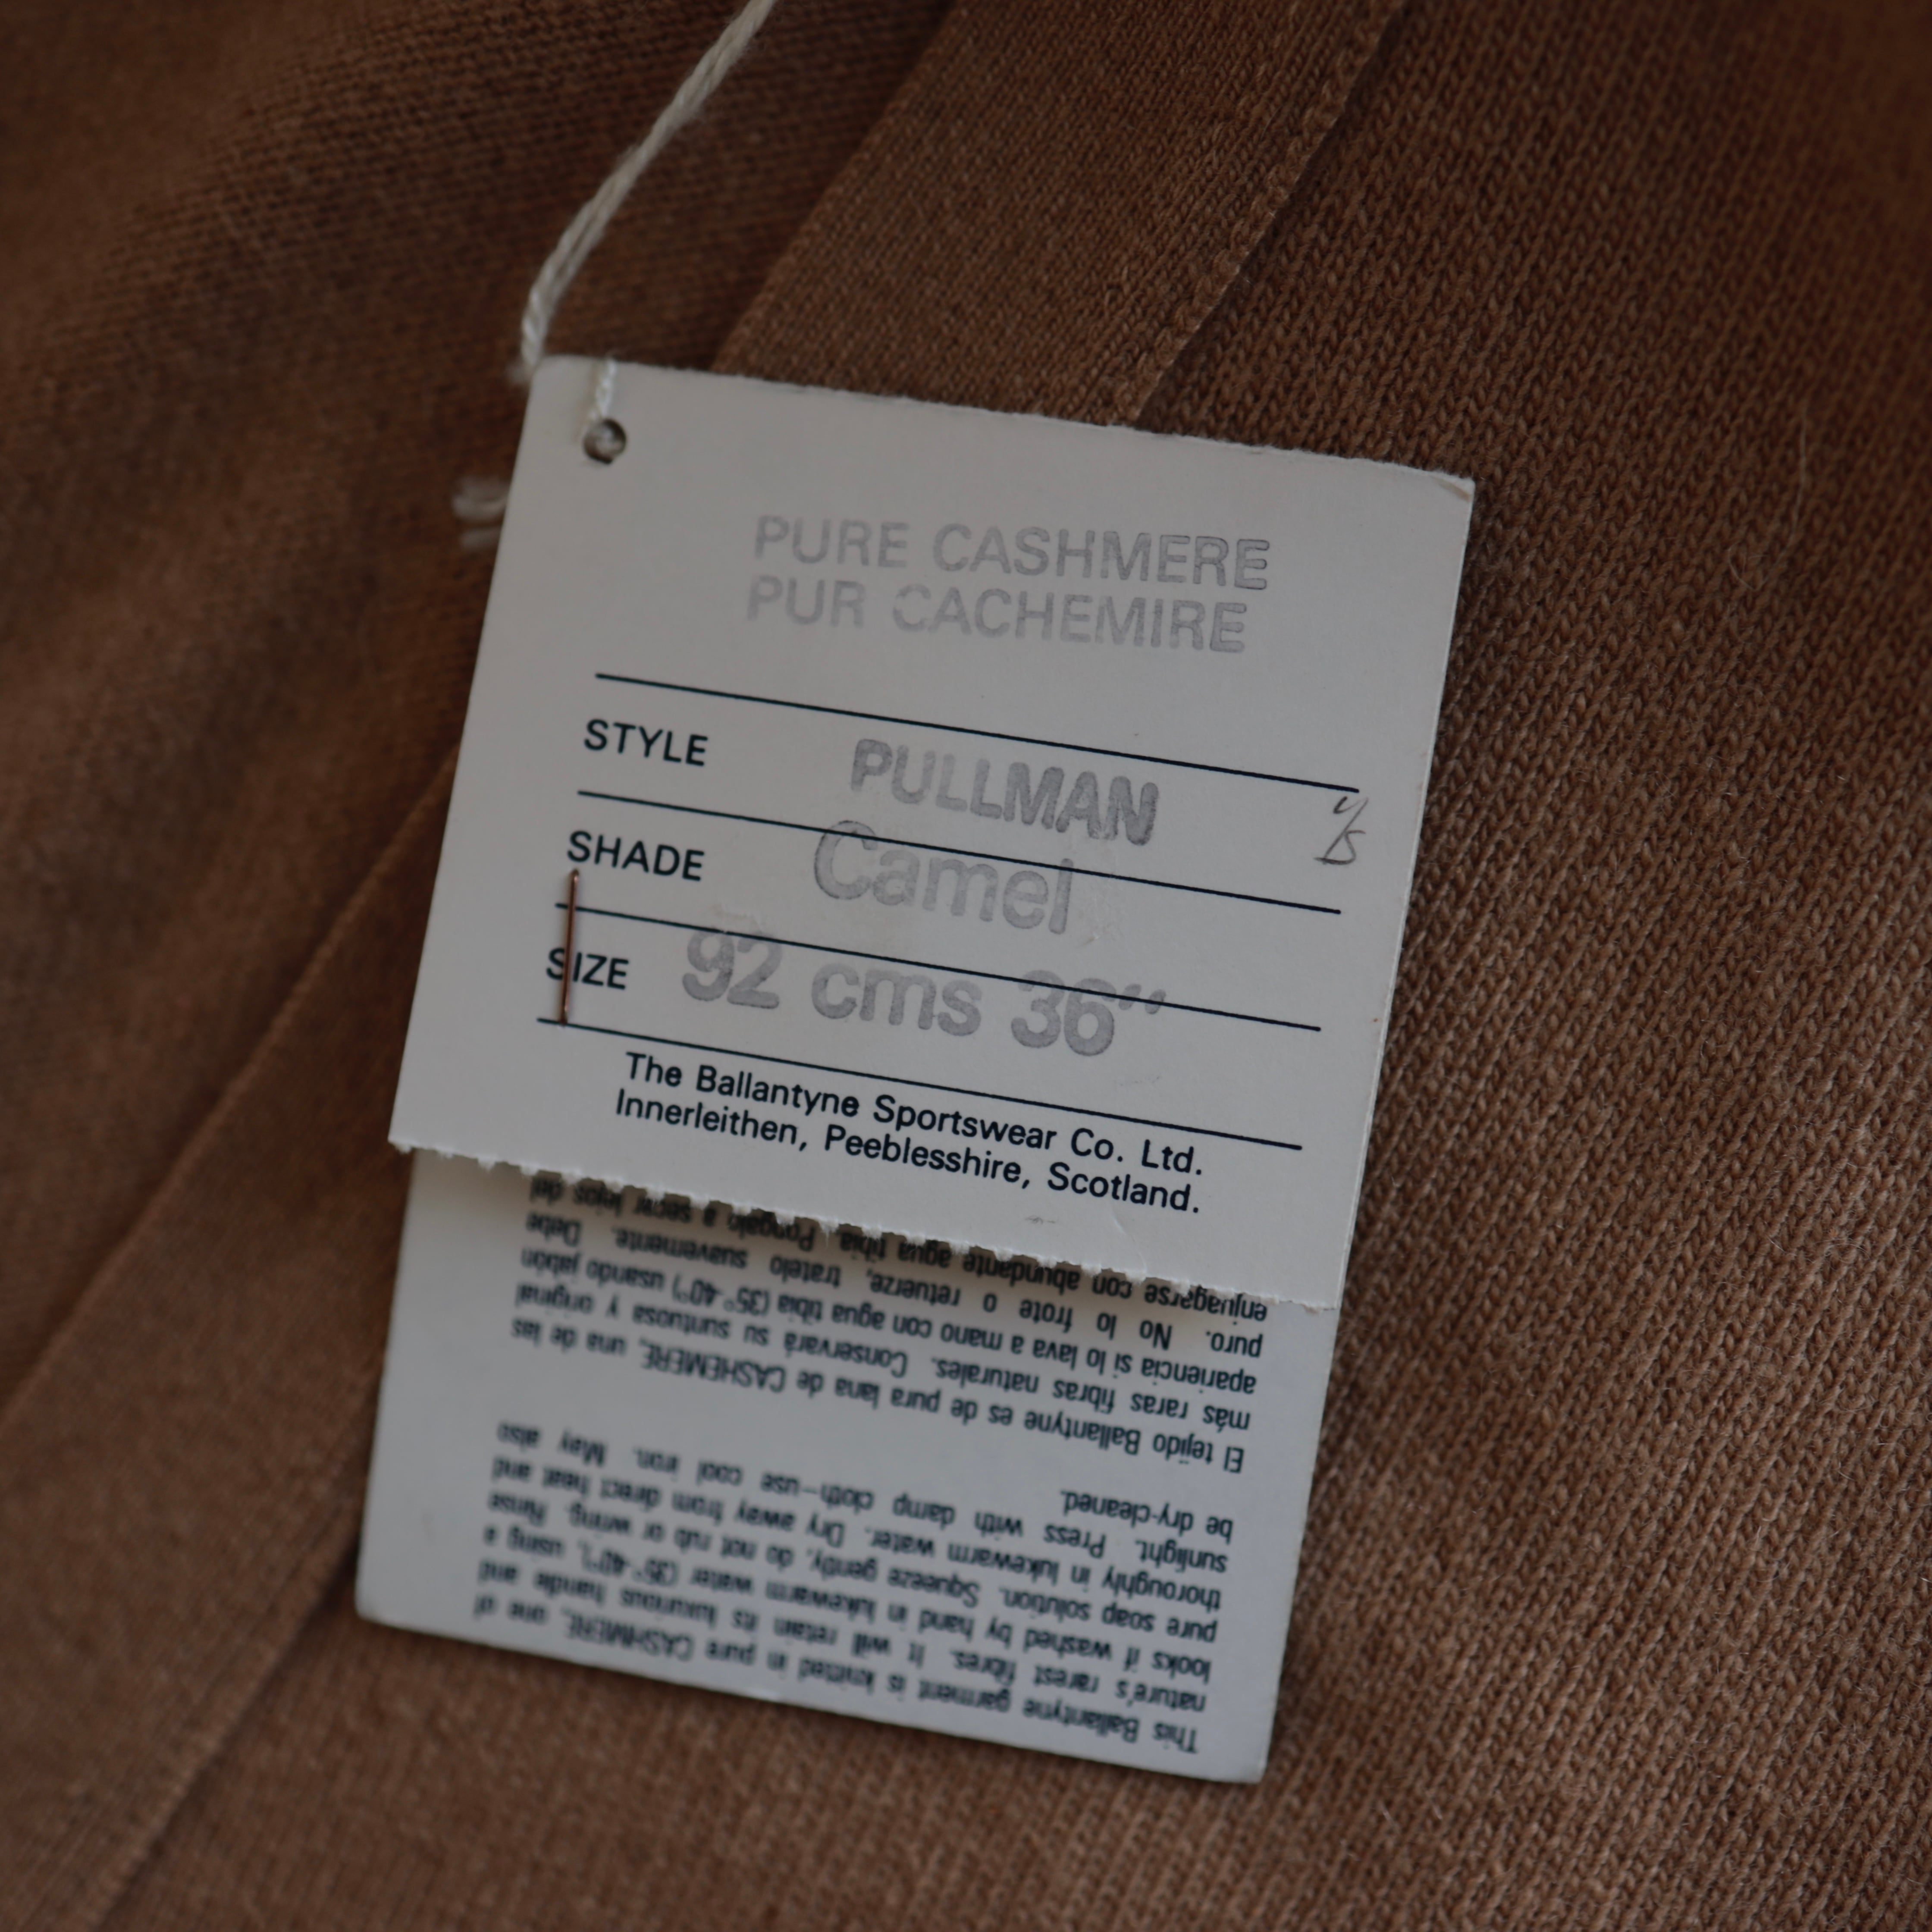 PURE CASHMERE
PUR CACHEMIRE
STYLE PULLMAN
SHADE Camel
SIZE 92 cms 36"
The Ballantyne Sportswear Co. Ltd.
Innerleithen, Peeblesshire, Scotland.
This Ballantyne garment is knitted in pure CASHMERE, one of
nature's rarest fibres. It will retain its luxurious handle and
looks if washed by hand in lukewarm water (35°-40°), using a
pure soap solution. Squeeze gently, do not rub or wring. Rinse
thoroughly in lukewarm water. Dry away from direct heat and
sunlight. Press with damp cloth—use cool iron. May also
be dry-cleaned.
El tejido Ballantyne es de pura lana de CASHEMERE, una de las
más raras fibras naturales. Conservará su suntuosa y original
apariencia si lo lava a mano con agua tibia (35°-40°) usando jabón
puro. No lo frote o retuerze, tratelo suavemente. Debe
enjuagarse con abundante agua tibia. Pongalo a secar lejos del